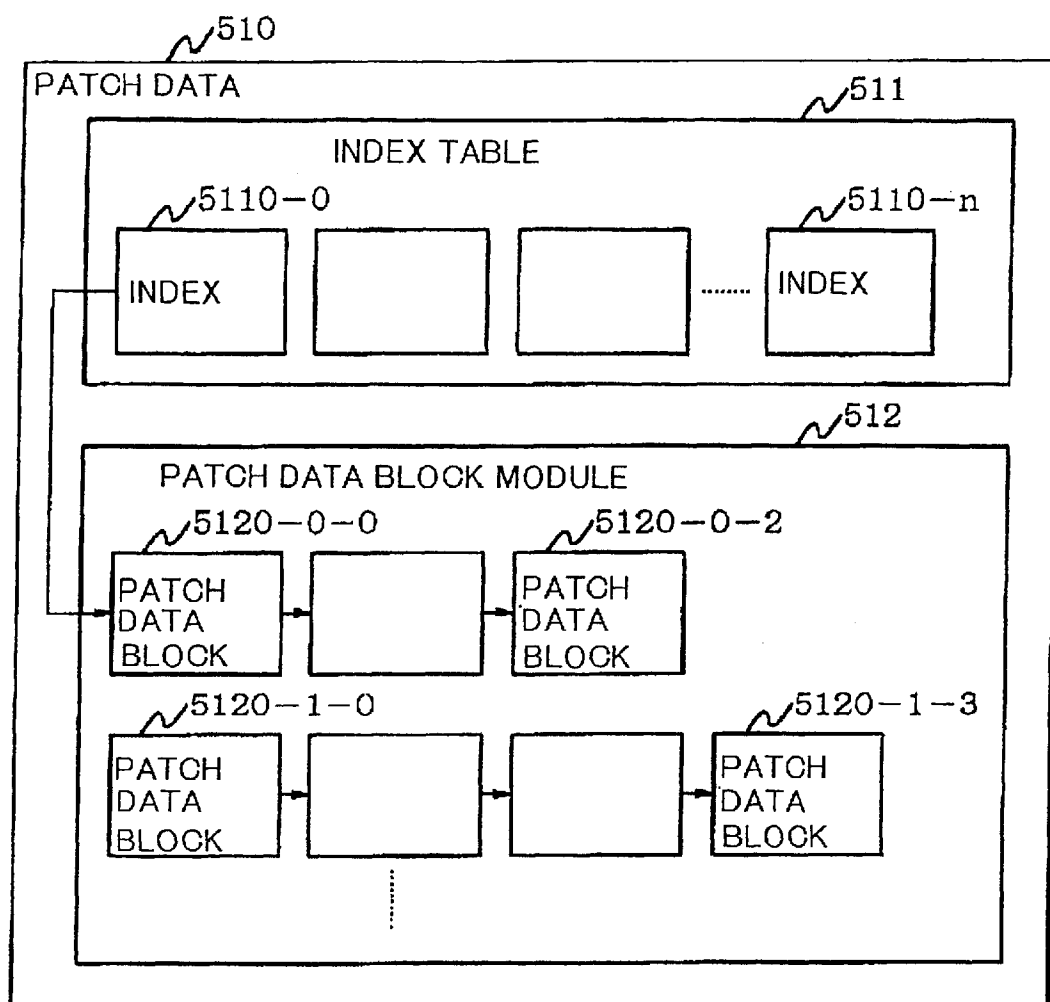 510
PATCH DATA
511
INDEX TABLE
5110-0
5110-n
INDEX
........
INDEX
512
PATCH DATA BLOCK MODULE
5120-0-0
5120-0-2
PATCH
DATA
BLOCK
PATCH
DATA
BLOCK
5120-1-0
5120-1-3
PATCH
DATA
BLOCK
PATCH
DATA
BLOCK